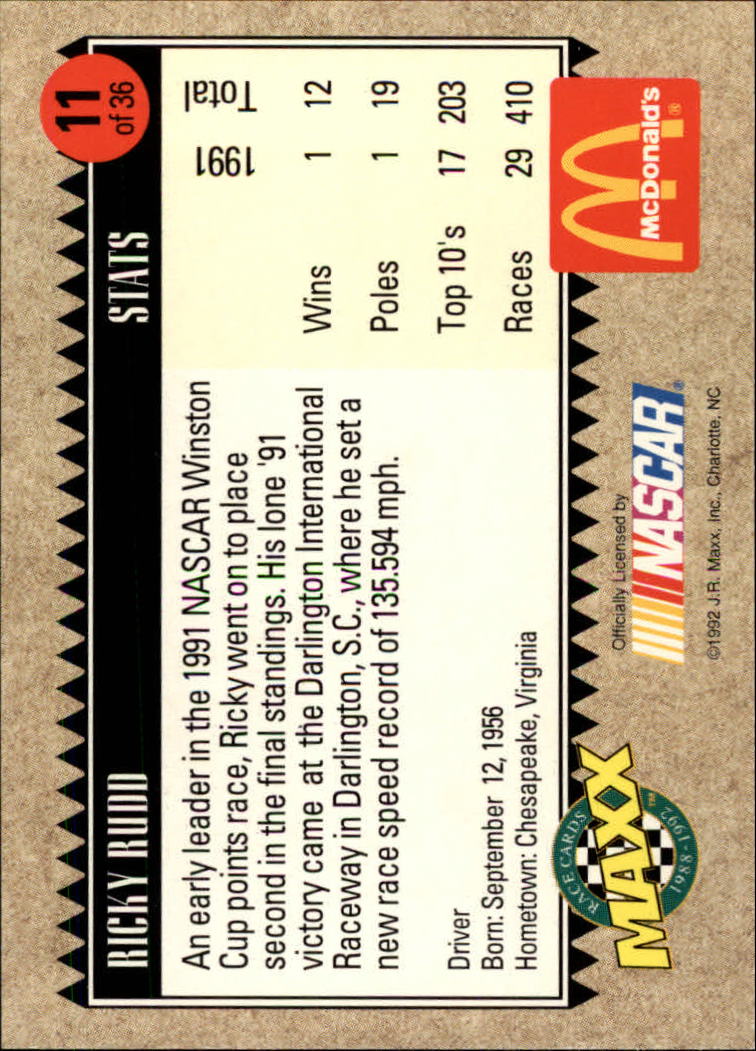 RICKY RUDD
STATS
11
of 36
An early leader in the 1991 NASCAR Winston
Cup points race, Ricky went on to place
second in the final standings. His lone '91
victory came at the Darlington International
Raceway in Darlington, S.C., where he set a
new race speed record of 135.594 mph.
Driver
Born: September 12, 1956
Hometown: Chesapeake, Virginia
1991 Total
Wins 1 12
Poles 1 19
Top 10's 17 203
Races 29 410
RACE CARDS
MAXX™
1988-1992
Officially Licensed by
NASCAR®
©1992 J.R. Maxx, Inc., Charlotte, NC
McDonald's®